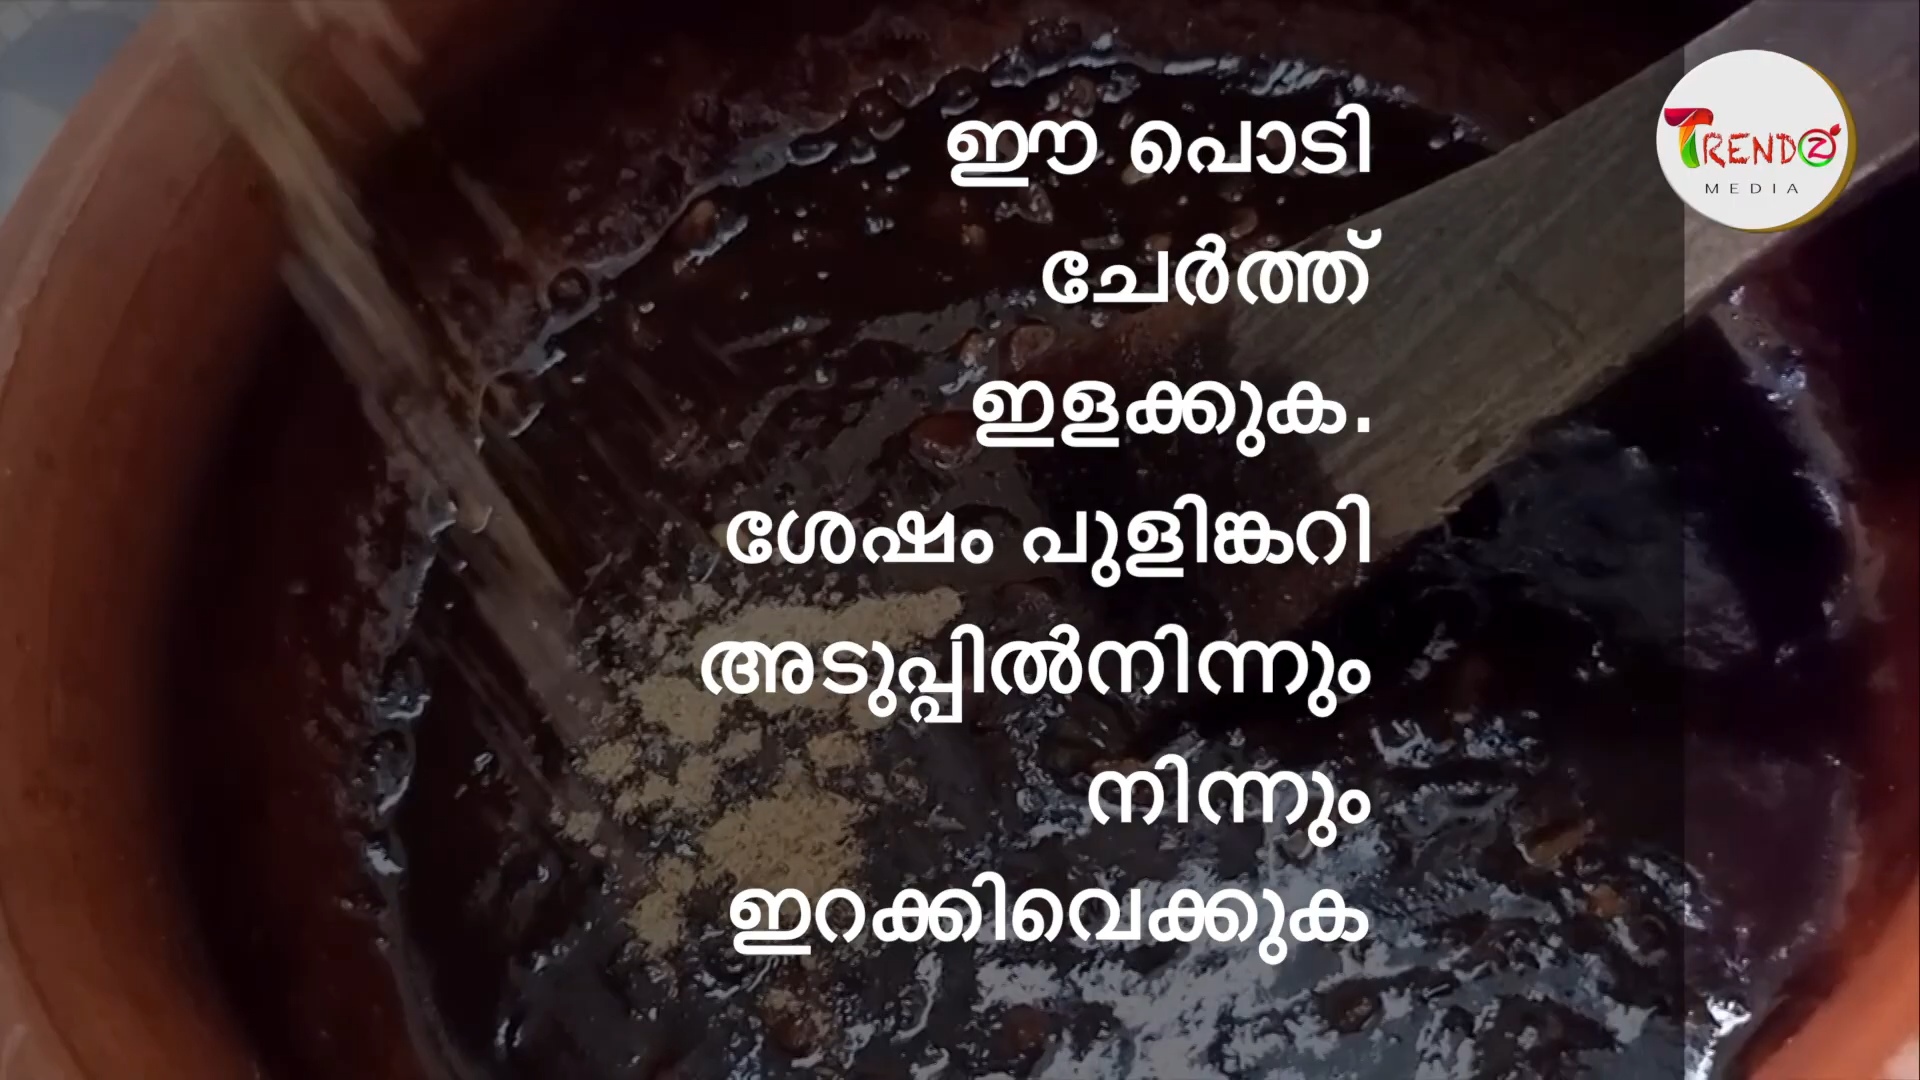 ഈ പൊടി
ചേർത്ത്
ഇളക്കുക.
ശേഷം പുളിങ്കറി
അടുപ്പിൽനിന്നും
നിന്നും
ഇറക്കിവെക്കുക
TRENDZ
MEDIA